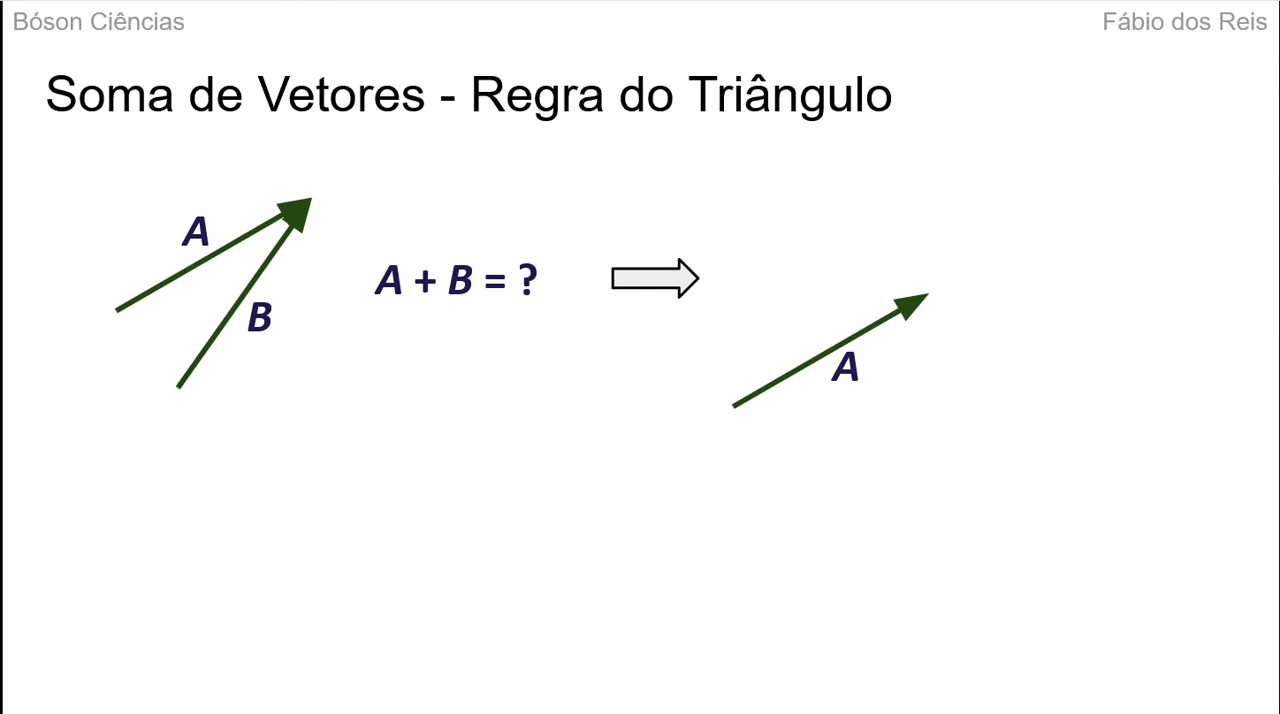 Bóson Ciências
Fábio dos Reis
Soma de Vetores - Regra do Triângulo
A
B
A + B = ?
A